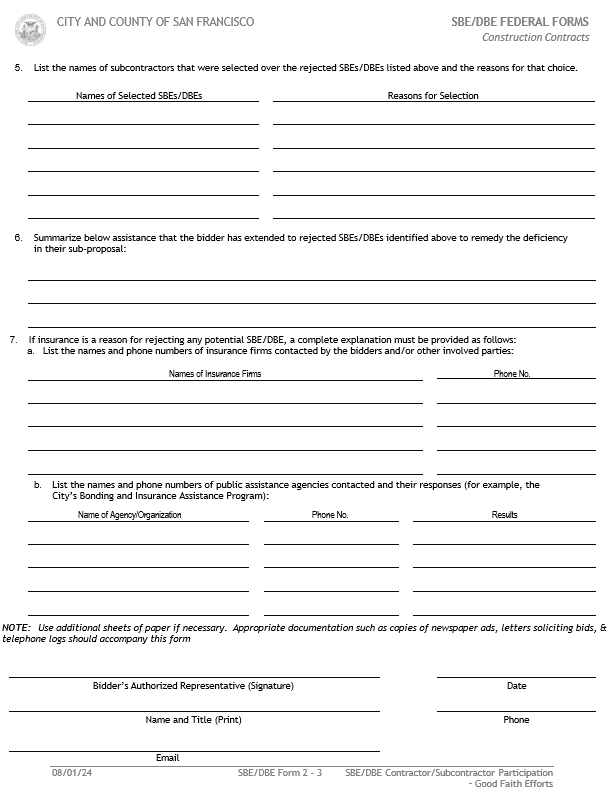 CITY AND COUNTY OF SAN FRANCISCO
SBE/DBE FEDERAL FORMS
Construction Contracts
5. List the names of subcontractors that were selected over the rejected SBEs/DBEs listed above and the reasons for that choice.
Names of Selected SBEs/DBEs Reasons for Selection
6. Summarize below assistance that the bidder has extended to rejected SBEs/DBEs identified above to remedy the deficiency
in their sub-proposal:
7. If insurance is a reason for rejecting any potential SBE/DBE, a complete explanation must be provided as follows:
a. List the names and phone numbers of insurance firms contacted by the bidders and/or other involved parties:
Names of Insurance Firms Phone No.
b. List the names and phone numbers of public assistance agencies contacted and their responses (for example, the
City's Bonding and Insurance Assistance Program):
Name of Agency/Organization Phone No. Results
NOTE: Use additional sheets of paper if necessary. Appropriate documentation such as copies of newspaper ads, letters soliciting bids, &
telephone logs should accompany this form
Bidder's Authorized Representative (Signature) Date
Name and Title (Print) Phone
Email
08/01/24 SBE/DBE Form 2 - 3 SBE/DBE Contractor/Subcontractor Participation
- Good Faith Efforts